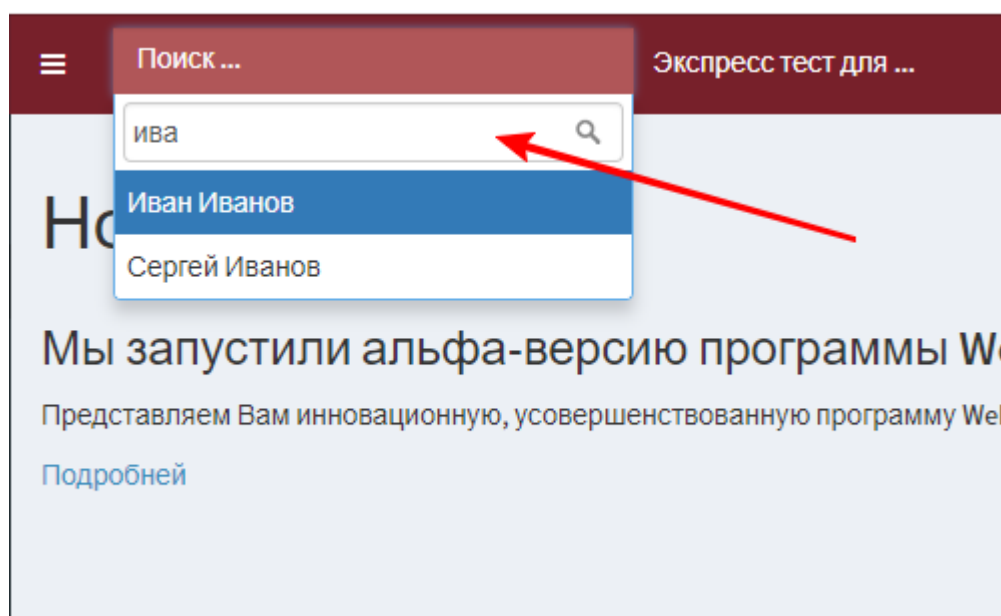 Поиск ...
Экспресс тест для ...
ива
Иван Иванов
Сергей Иванов
Мы запустили альфа-версию программы
Представляем Вам инновационную, усовершенствованную программу
Подробней